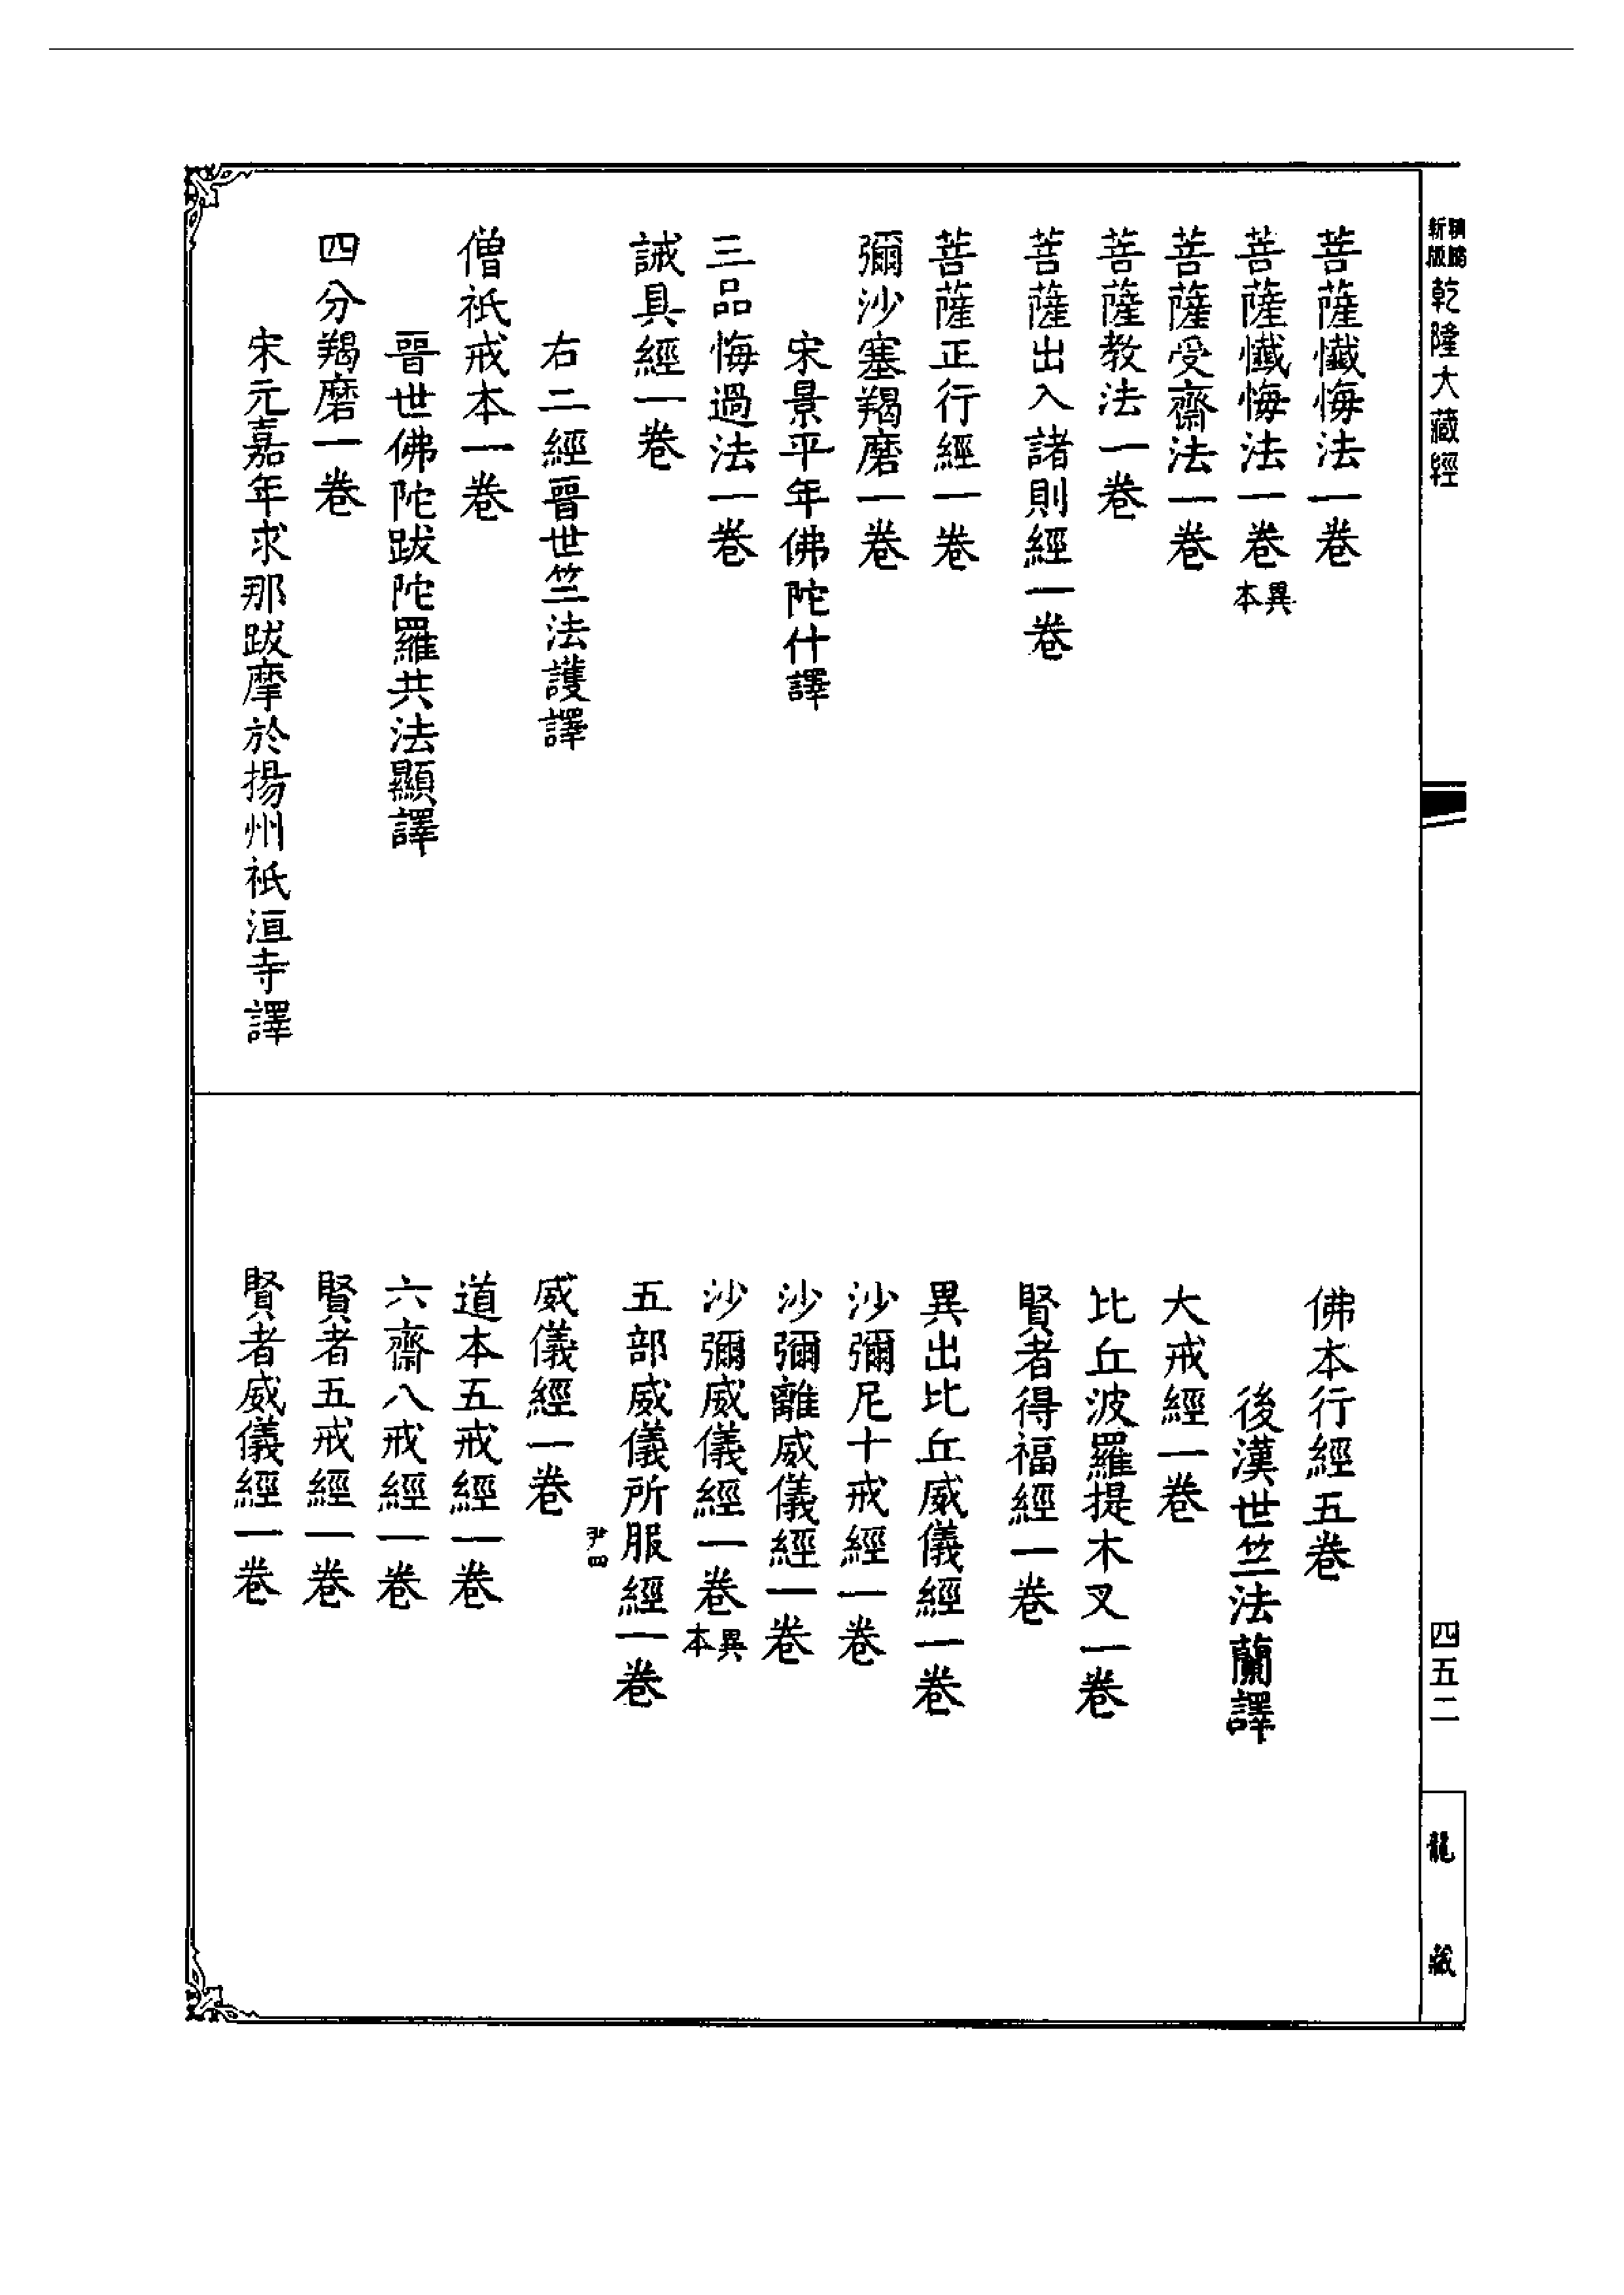 精縮新版乾隆大藏經
菩薩懺悔法一卷
菩薩懺悔法一卷異本
菩薩受齋法一卷
菩薩教法一卷
菩薩出入諸則經一卷
菩薩正行經一卷
彌沙塞羯磨一卷
宋景平年佛陀什譯
三品悔過法一卷
誡具經一卷
右二經晉世竺法護譯
僧祇戒本一卷
晉世佛陀跋陀羅共法顯譯
四分羯磨一卷
宋元嘉年求那跋摩於揚州祇洹寺譯
佛本行經五卷
後漢世竺法蘭譯
大戒經一卷
比丘波羅提木叉一卷
賢者得福經一卷
異出比丘威儀經一卷
沙彌尼十戒經一卷
沙彌離威儀經一卷
沙彌威儀經一卷異本
五部威儀所服經一卷
尹四
威儀經一卷
道本五戒經一卷
六齋八戒經一卷
賢者五戒經一卷
賢者威儀經一卷
四五二
龍藏